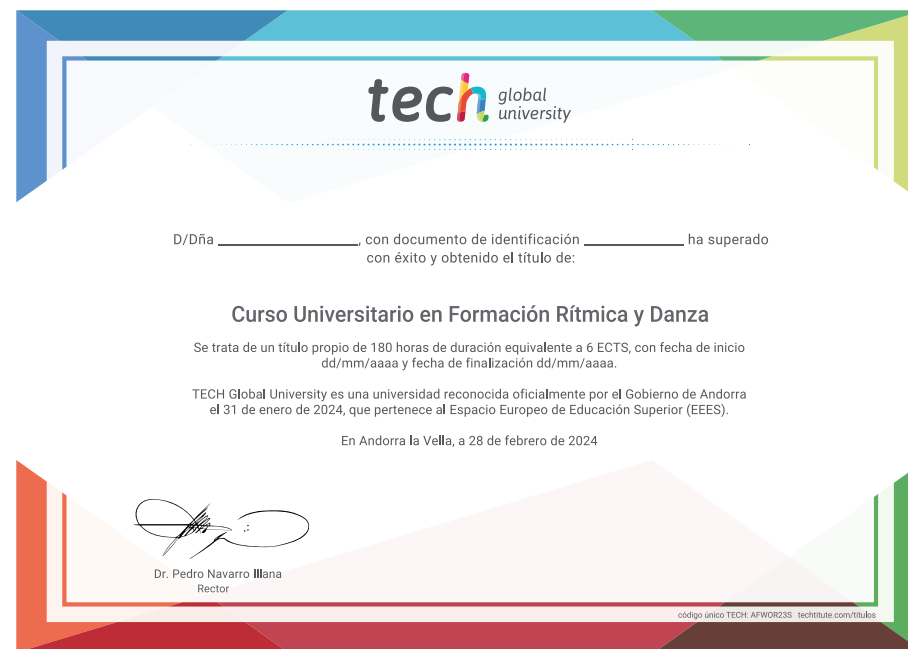 tech global university
D/Dña ____________________, con documento de identificación ______________ ha superado
con éxito y obtenido el título de:
Curso Universitario en Formación Rítmica y Danza
Se trata de un título propio de 180 horas de duración equivalente a 6 ECTS, con fecha de inicio
dd/mm/aaaa y fecha de finalización dd/mm/aaaa.
TECH Global University es una universidad reconocida oficialmente por el Gobierno de Andorra
el 31 de enero de 2024, que pertenece al Espacio Europeo de Educación Superior (EEES).
En Andorra la Vella, a 28 de febrero de 2024
Dr. Pedro Navarro Illana
Rector
código único TECH: AFWOR23S techtitute.com/titulos